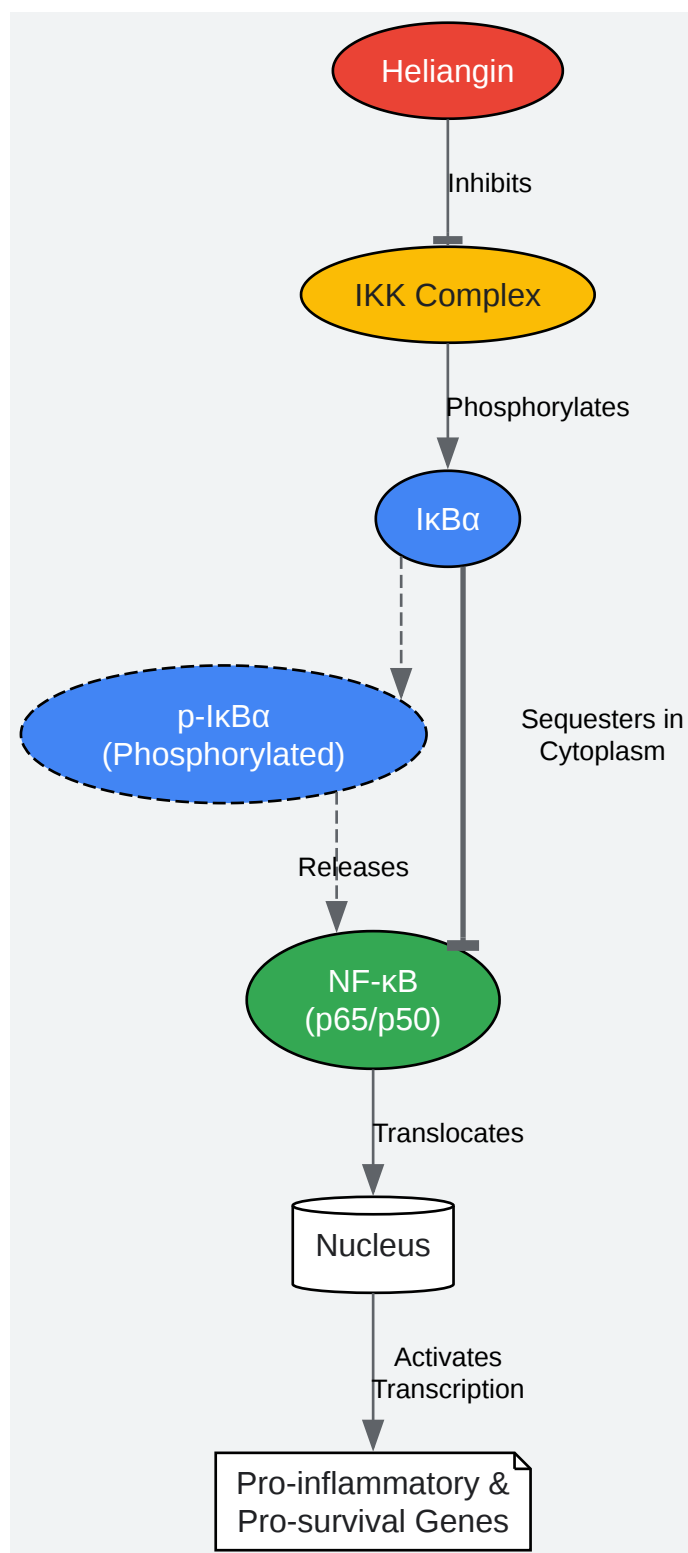 Heliangin
Inhibits
IKK Complex
Phosphorylates
IκBα
p-IκBα
(Phosphorylated)
Sequesters in
Cytoplasm
Releases
NF-κB
(p65/p50)
Translocates
Nucleus
Activates
Transcription
Pro-inflammatory &
Pro-survival Genes